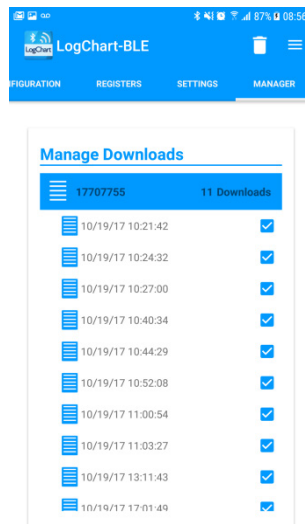 87% 08:56
LogChart LogChart-BLE
NFIGURATION REGISTERS SETTINGS MANAGER
Manage Downloads
17707755 11 Downloads
10/19/17 10:21:42
10/19/17 10:24:32
10/19/17 10:27:00
10/19/17 10:40:34
10/19/17 10:44:29
10/19/17 10:52:08
10/19/17 11:00:54
10/19/17 11:03:27
10/19/17 13:11:43
10/19/17 17:01:49